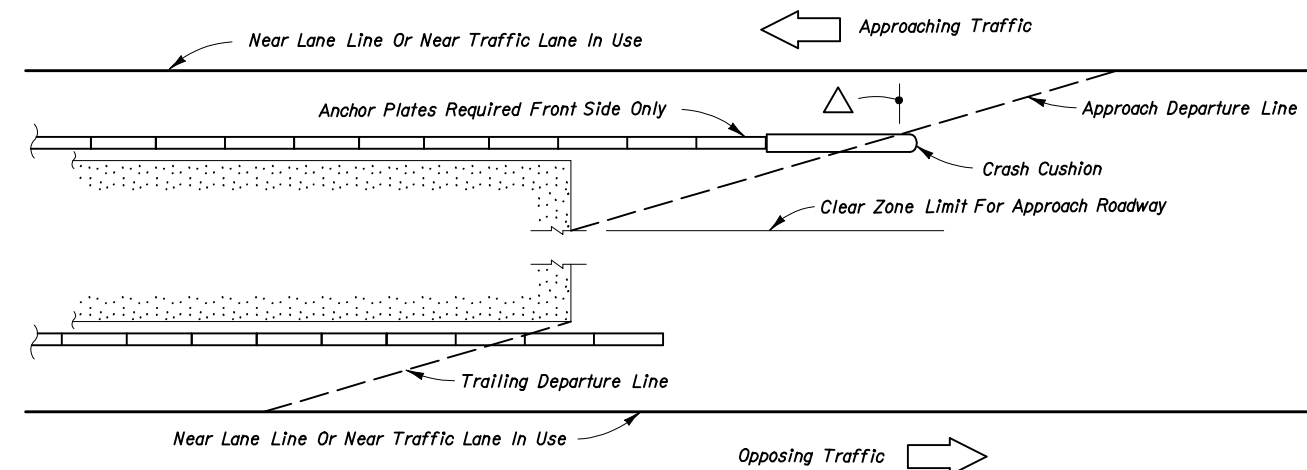 Approaching Traffic
Near Lane Line Or Near Traffic Lane In Use
Anchor Plates Required Front Side Only
Approach Departure Line
Crash Cushion
Clear Zone Limit For Approach Roadway
Trailing Departure Line
Near Lane Line Or Near Traffic Lane In Use
Opposing Traffic